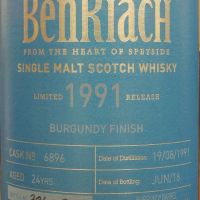 BENRIACH
FROM THE HEART OF SPEYSIDE
SINGLE MALT SCOTCH WHISKY
LIMITED 1991 RELEASE
BURGUNDY FINISH
CASK Nº 6896 Date of Distillation: 19/08/1991
AGED 24YRS Date of Bottling: JUN/16